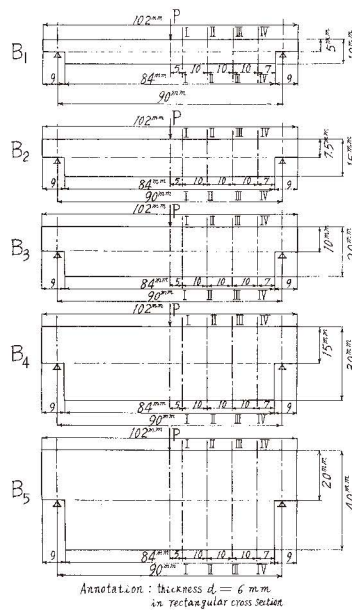 102mm P
I II III IV
B1 5mm 10mm
5 10 10 10
I II III IV
9 84mm 9
90mm
102mm P
I II III IV
B2 7.5mm 15mm
9 84mm 5 10 10 7 9
90mm I II III IV
102mm P
I II III IV
B3 10mm 20mm
9 84mm 5 10 10 7 9
90mm I II III IV
102mm P
I II III IV
B4 15mm 30mm
5 10 10 7
9 84mm I II III IV 9
90mm
102mm P
I II III IV
B5 20mm 40mm
9 84mm 5 10 10 7 9
90mm I II III IV
Annotation : thickness d = 6 mm
in rectangular cross section